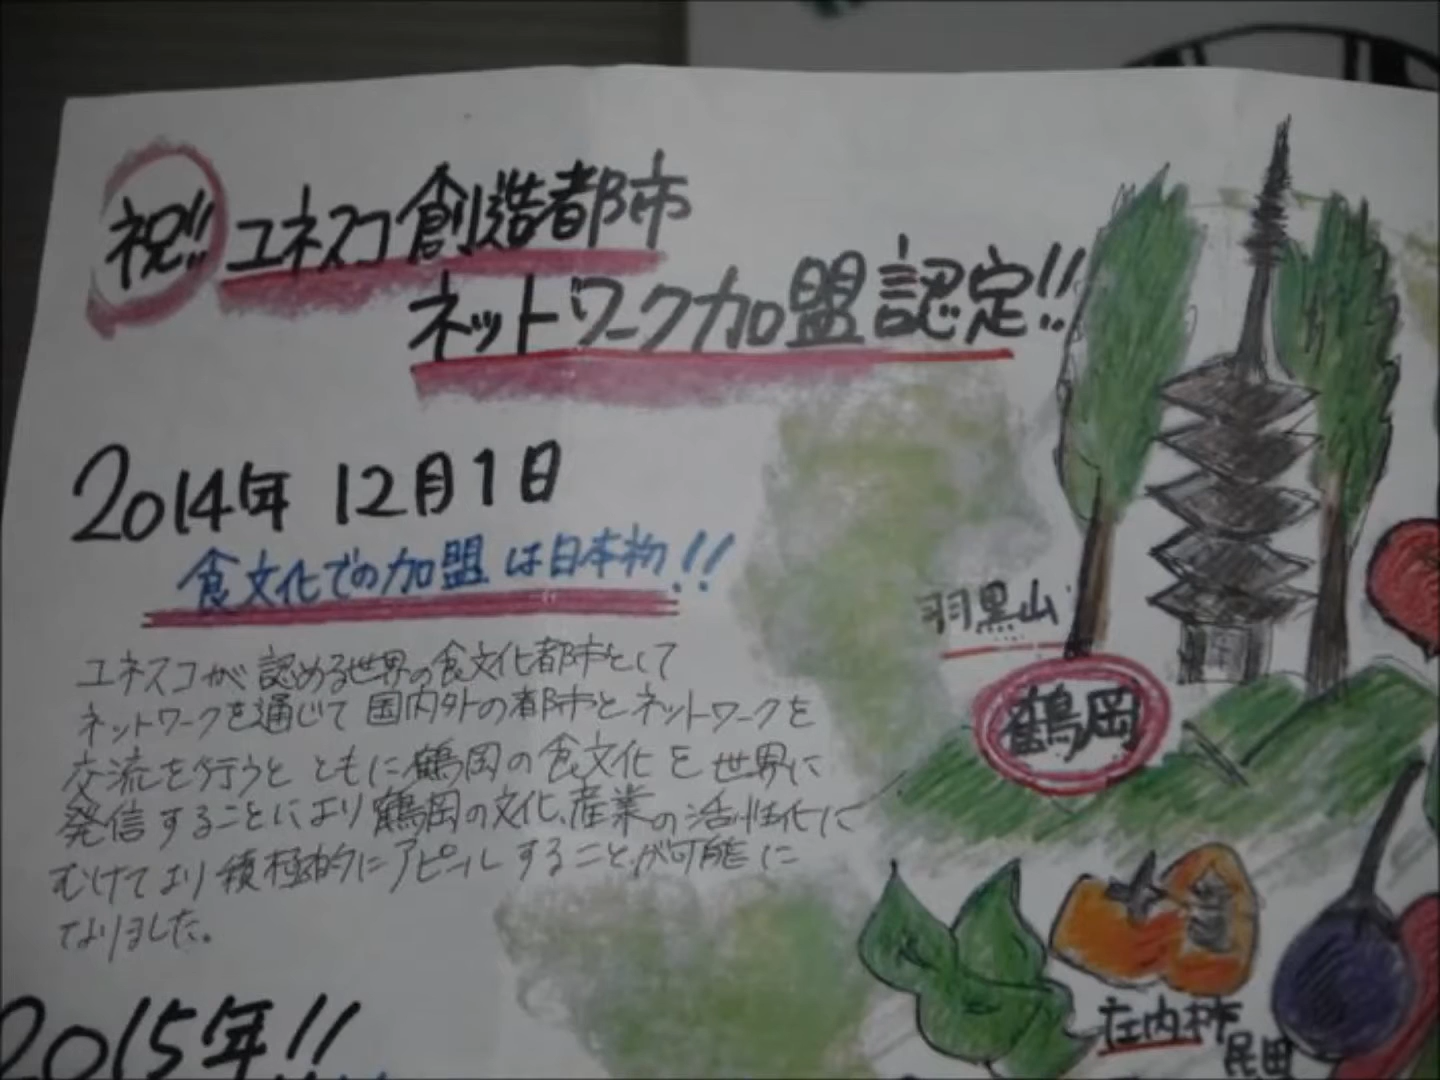 祝!! ユネスコ創造都市
ネットワーク加盟認定!!
2014年 12月1日
食文化での加盟は日本初!!
ユネスコが認める世界の食文化都市として
ネットワークを通じて国内外の都市とネットワークを
交流を行うとともに鶴岡の食文化を世界に
発信することにより鶴岡の文化、産業の活性化に
むけてより積極的にアピールすることが可能に
なりました。
2015年!!
羽黒山
鶴岡
庄内柿
民田